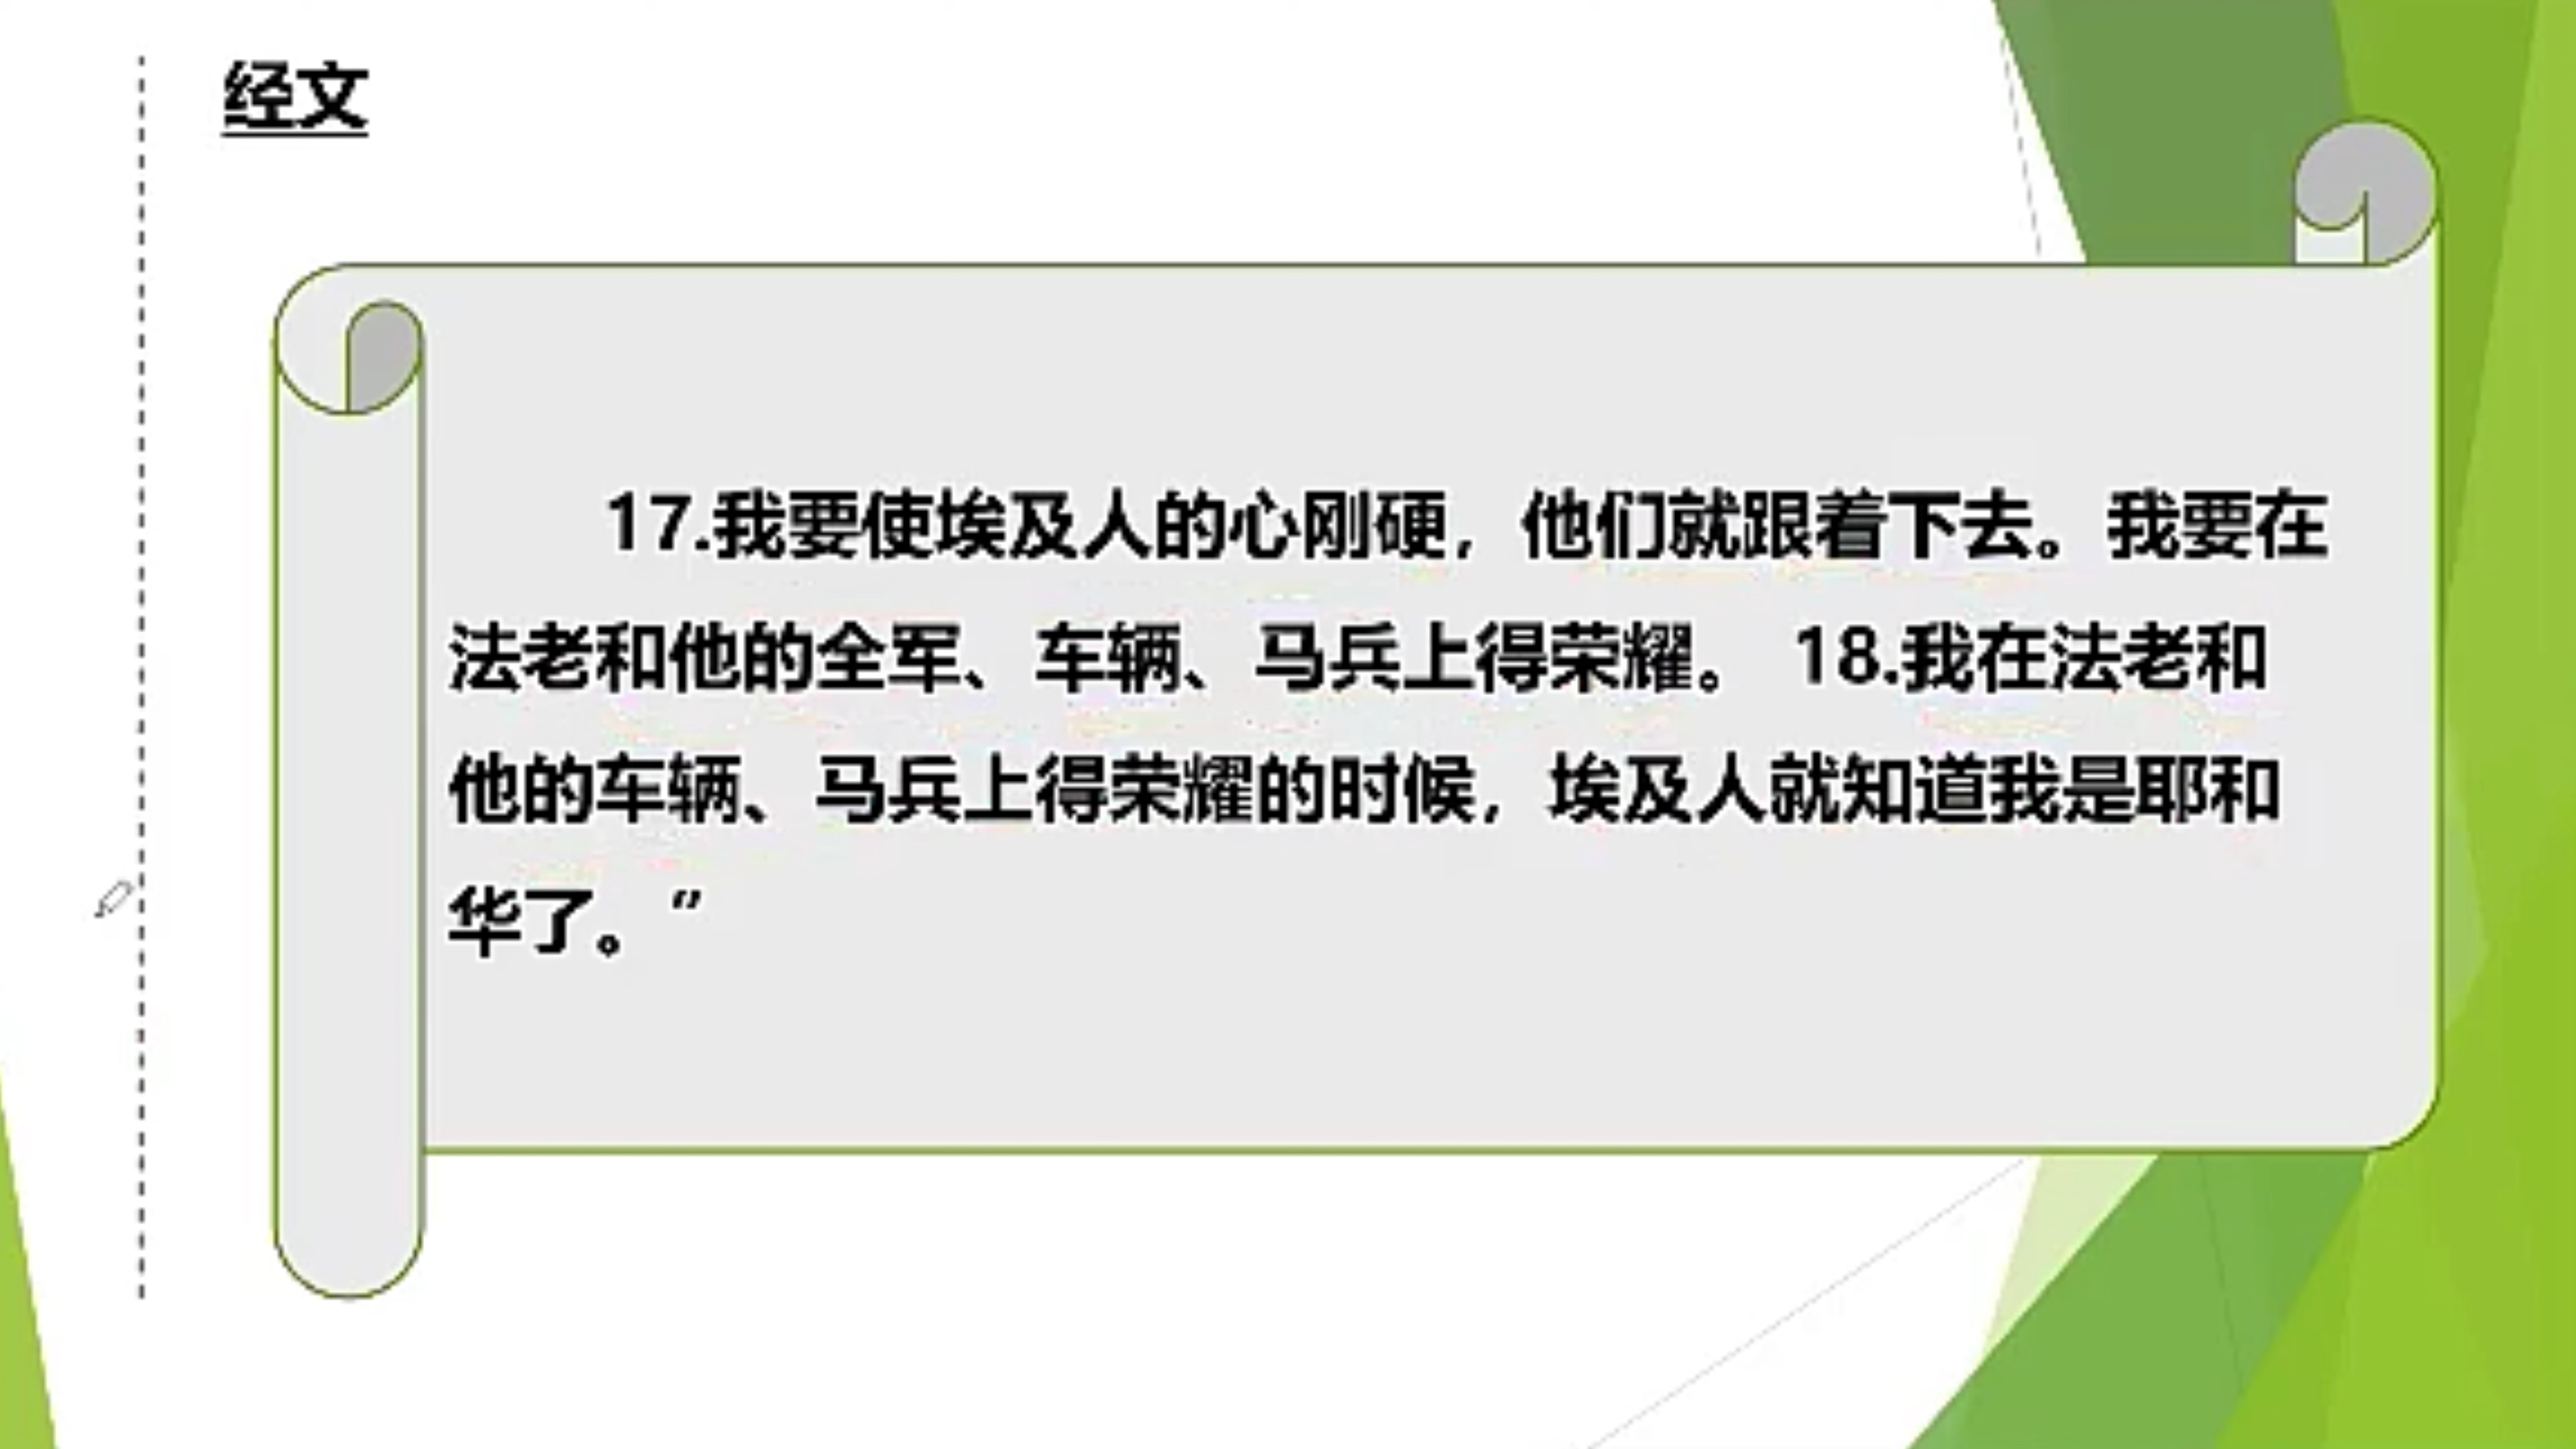 经文
17.我要使埃及人的心刚硬，他们就跟着下去。我要在
法老和他的全军、车辆、马兵上得荣耀。 18.我在法老和
他的车辆、马兵上得荣耀的时候，埃及人就知道我是耶和
华了。”